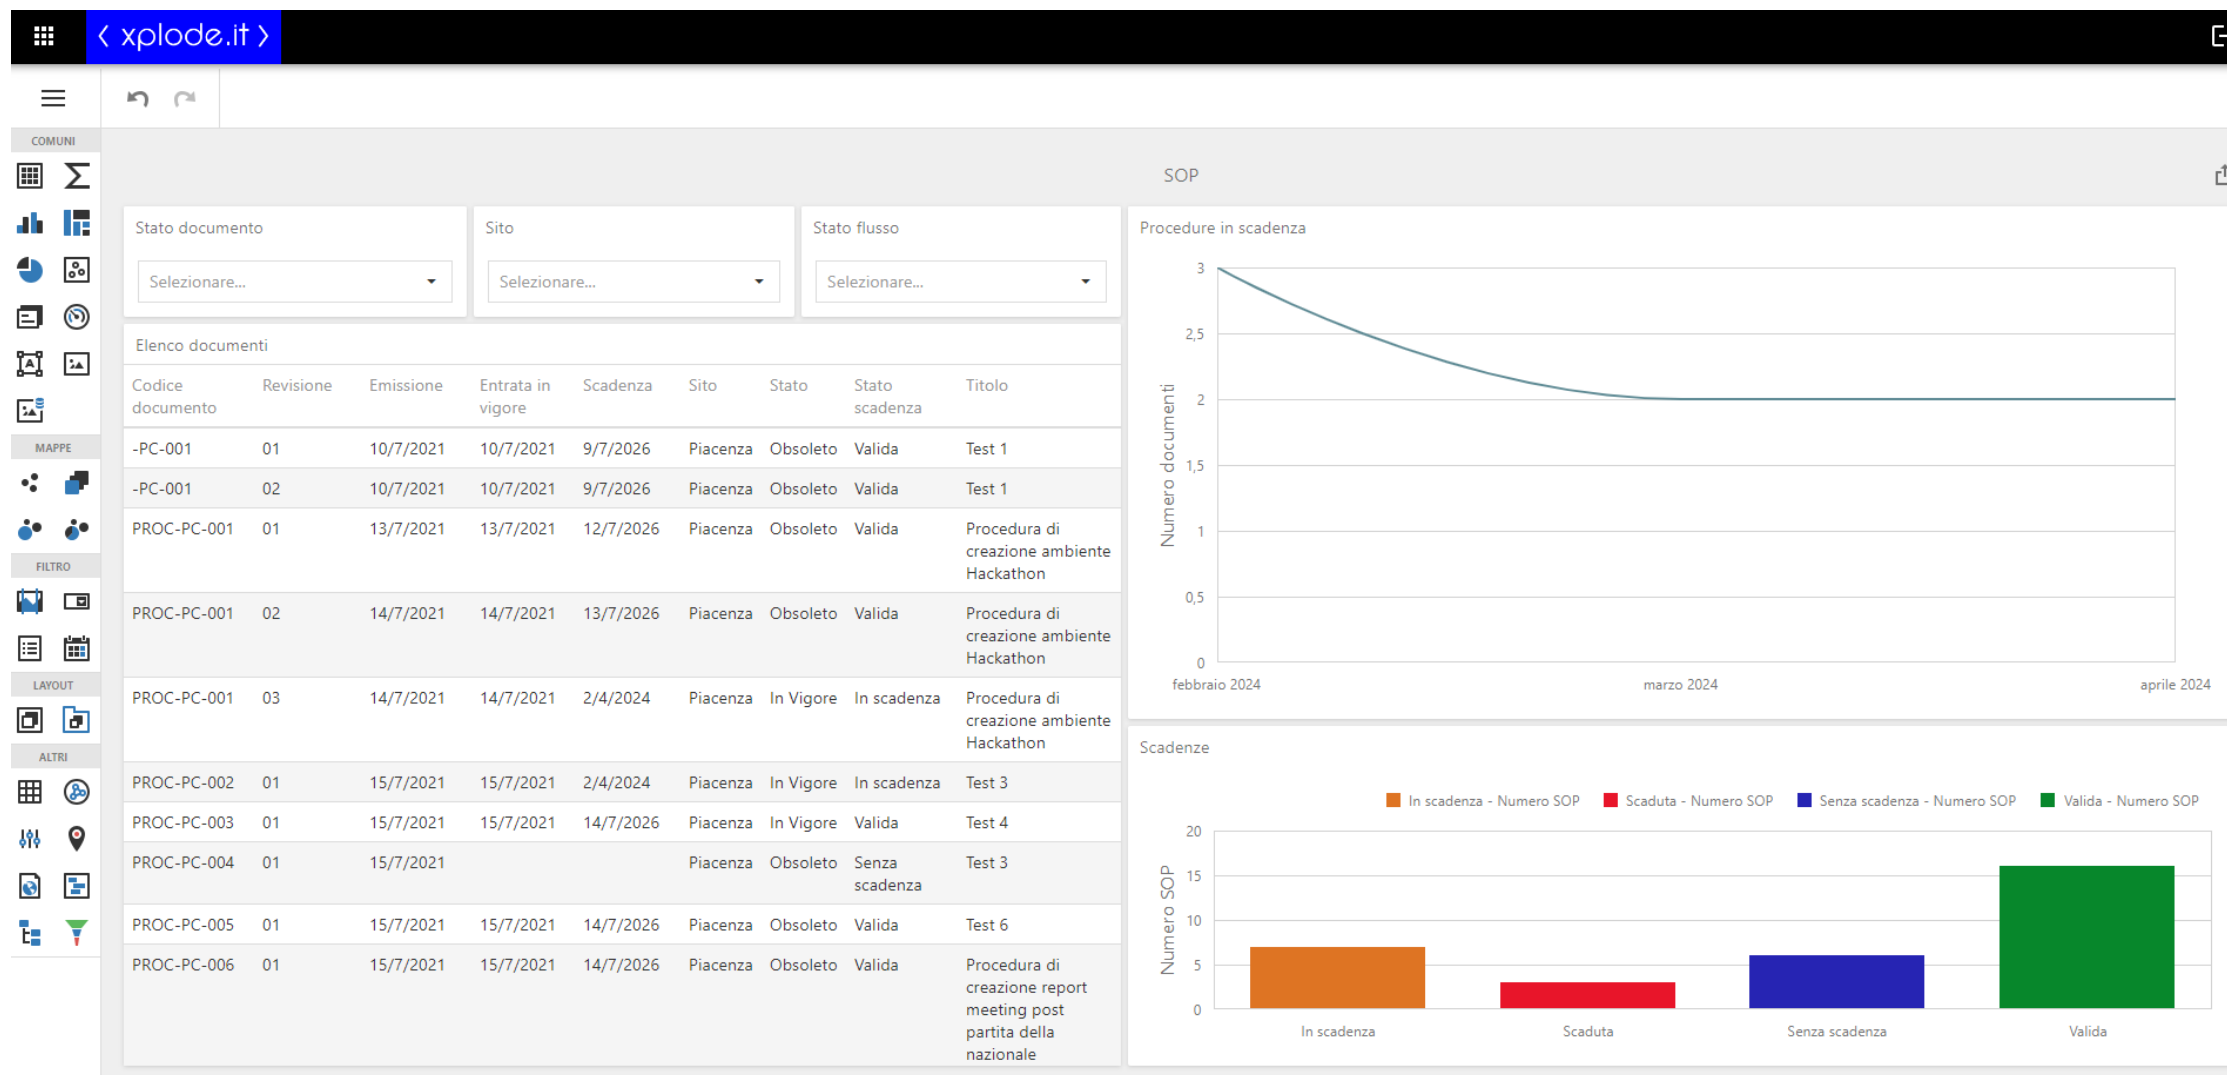 < xplode.it >
COMUNI
MAPPE
FILTRO
LAYOUT
ALTRI
SOP
Stato documento
Selezionare...
Sito
Selezionare...
Stato flusso
Selezionare...
Elenco documenti
Codice documento Revisione Emissione Entrata in vigore Scadenza Sito Stato Stato scadenza Titolo
-PC-001 01 10/7/2021 10/7/2021 9/7/2026 Piacenza Obsoleto Valida Test 1
-PC-001 02 10/7/2021 10/7/2021 9/7/2026 Piacenza Obsoleto Valida Test 1
PROC-PC-001 01 13/7/2021 13/7/2021 12/7/2026 Piacenza Obsoleto Valida Procedura di
creazione ambiente
Hackathon
PROC-PC-001 02 14/7/2021 14/7/2021 13/7/2026 Piacenza Obsoleto Valida Procedura di
creazione ambiente
Hackathon
PROC-PC-001 03 14/7/2021 14/7/2021 2/4/2024 Piacenza In Vigore In scadenza Procedura di
creazione ambiente
Hackathon
PROC-PC-002 01 15/7/2021 15/7/2021 2/4/2024 Piacenza In Vigore In scadenza Test 3
PROC-PC-003 01 15/7/2021 15/7/2021 14/7/2026 Piacenza In Vigore Valida Test 4
PROC-PC-004 01 15/7/2021 Piacenza Obsoleto Senza scadenza Test 3
PROC-PC-005 01 15/7/2021 15/7/2021 14/7/2026 Piacenza Obsoleto Valida Test 6
PROC-PC-006 01 15/7/2021 15/7/2021 14/7/2026 Piacenza Obsoleto Valida Procedura di
creazione report
meeting post
partita della
nazionale
Procedure in scadenza
Numero documenti
3
2,5
2
1,5
1
0,5
0
febbraio 2024 marzo 2024 aprile 2024
Scadenze
In scadenza - Numero SOP Scaduta - Numero SOP Senza scadenza - Numero SOP Valida - Numero SOP
Numero SOP
20
15
10
5
0
In scadenza Scaduta Senza scadenza Valida